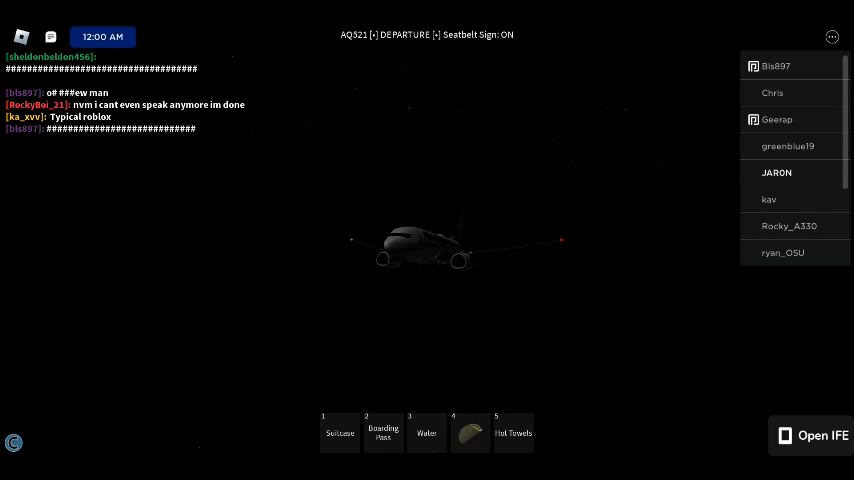 12:00 AM
AQ521 [•] DEPARTURE [•] Seatbelt Sign: ON
[sheldonbeldon456]:
####################################
[bls897]: o# ###ew man
[RockyBoi_21]: nvm i cant even speak anymore im done
[ka_xvv]: Typical roblox
[bls897]: ############################
Bls897
Chris
Geerap
greenblue19
JARON
kav
Rocky_A330
ryan_OSU
1 Suitcase
2 Boarding Pass
3 Water
4
5 Hot Towels
Open IFE